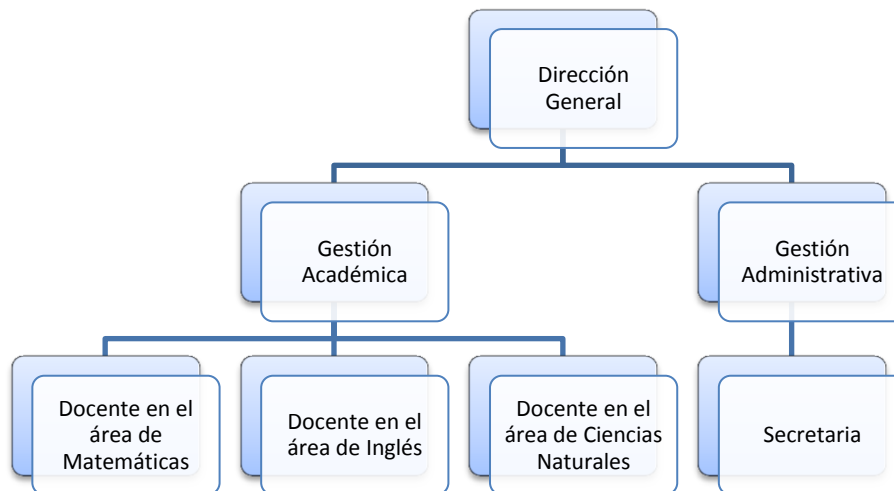 Dirección
General
Gestión
Académica
Gestión
Administrativa
Docente en el
área de
Matemáticas
Docente en el
área de Inglés
Docente en el
área de Ciencias
Naturales
Secretaria